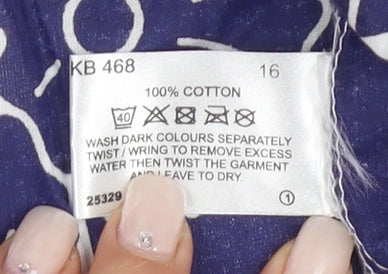 KB 468 16
100% COTTON
40
WASH DARK COLOURS SEPARATELY
TWIST / WRING TO REMOVE EXCESS
WATER THEN TWIST THE GARMENT
AND LEAVE TO DRY.
25329 1